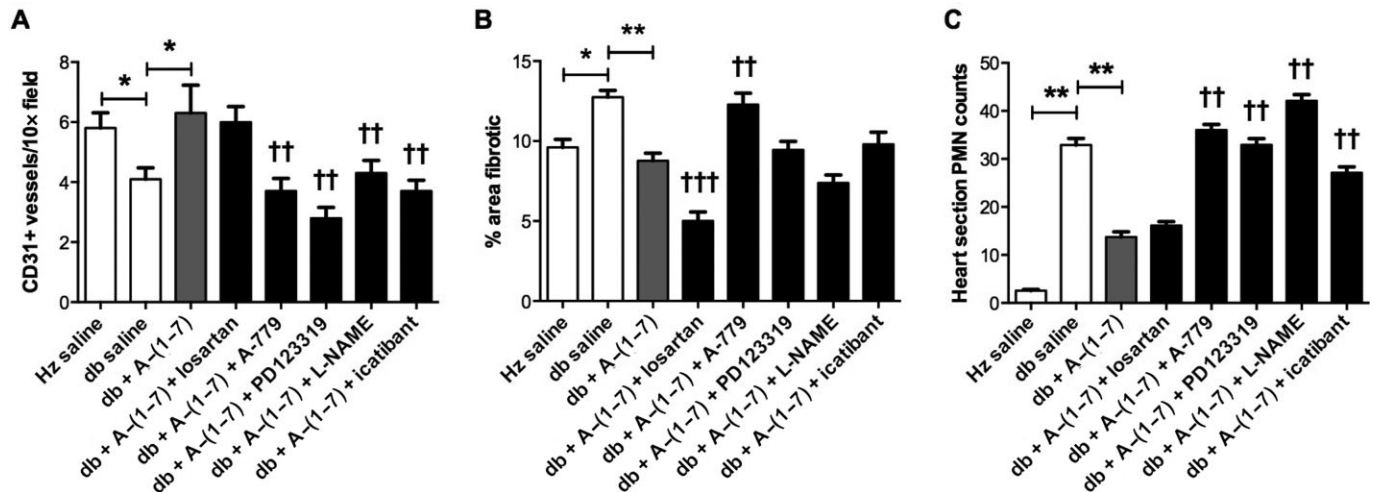 A
CD31+ vessels/10× field
8
6
4
2
0
*
*
††
††
††
††
Hz saline
db saline
db + A–(1–7)
db + A–(1–7) + losartan
db + A–(1–7) + A-779
db + A–(1–7) + PD123319
db + A–(1–7) + L-NAME
db + A–(1–7) + icatibant
B
% area fibrotic
15
10
5
0
*
**
†††
††
Hz saline
db saline
db + A–(1–7)
db + A–(1–7) + losartan
db + A–(1–7) + A-779
db + A–(1–7) + PD123319
db + A–(1–7) + L-NAME
db + A–(1–7) + icatibant
C
Heart section PMN counts
50
40
30
20
10
0
**
**
††
††
††
††
Hz saline
db saline
db + A–(1–7)
db + A–(1–7) + losartan
db + A–(1–7) + A-779
db + A–(1–7) + PD123319
db + A–(1–7) + L-NAME
db + A–(1–7) + icatibant